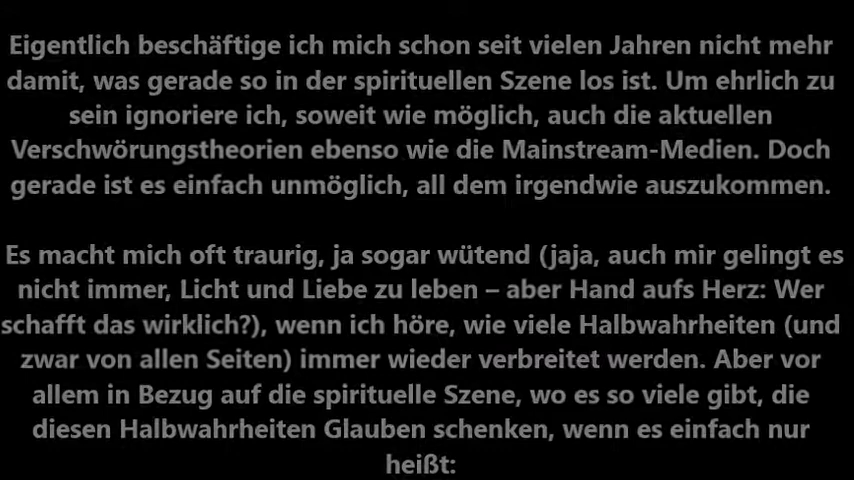 Eigentlich beschäftige ich mich schon seit vielen Jahren nicht mehr
damit, was gerade so in der spirituellen Szene los ist. Um ehrlich zu
sein ignoriere ich, soweit wie möglich, auch die aktuellen
Verschwörungstheorien ebenso wie die Mainstream-Medien. Doch
gerade ist es einfach unmöglich, all dem irgendwie auszukommen.
Es macht mich oft traurig, ja sogar wütend (jaja, auch mir gelingt es
nicht immer, Licht und Liebe zu leben – aber Hand aufs Herz: Wer
schafft das wirklich?), wenn ich höre, wie viele Halbwahrheiten (und
zwar von allen Seiten) immer wieder verbreitet werden. Aber vor
allem in Bezug auf die spirituelle Szene, wo es so viele gibt, die
diesen Halbwahrheiten Glauben schenken, wenn es einfach nur
heißt: